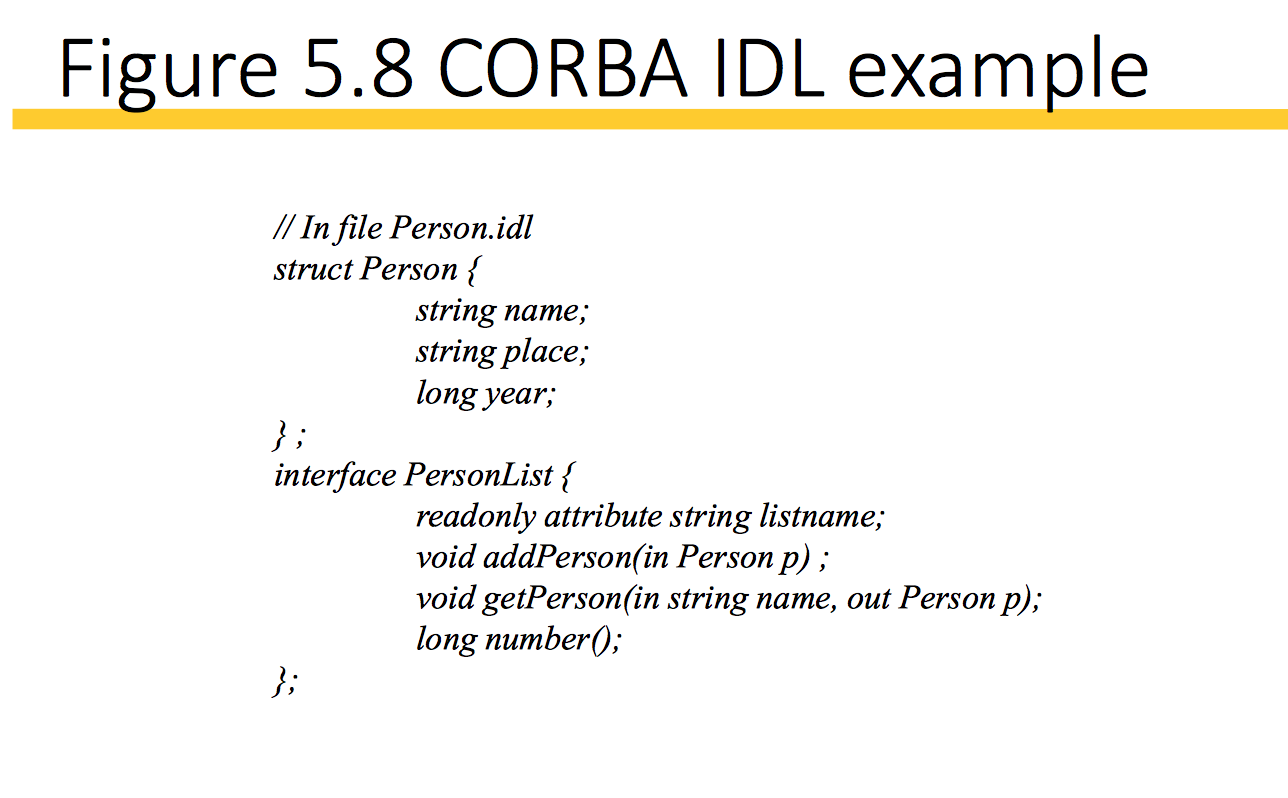 Figure 5.8 CORBA IDL example
// In file Person.idl
struct Person {
string name;
string place;
long year;
} ;
interface PersonList {
readonly attribute string listname;
void addPerson(in Person p) ;
void getPerson(in string name, out Person p);
long number();
};